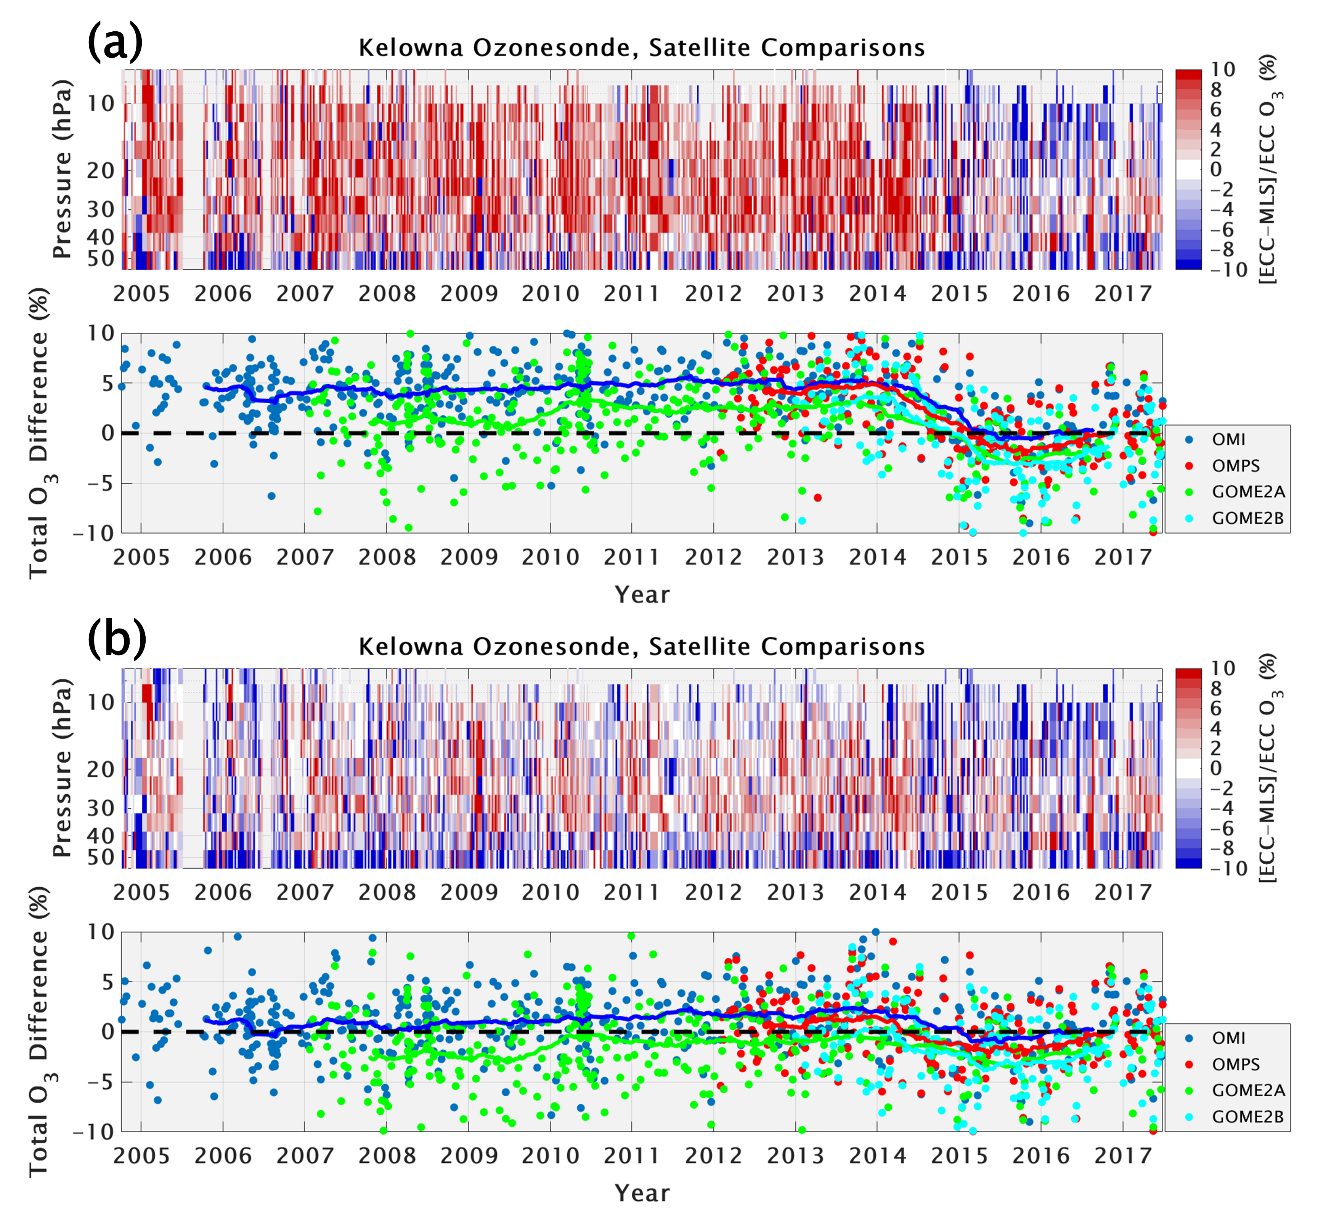 (a)
Kelowna Ozonesonde, Satellite Comparisons
Pressure (hPa)
10
20
30
40
50
2005 2006 2007 2008 2009 2010 2011 2012 2013 2014 2015 2016 2017
10
8
6
4
2
0
−2
−4
−6
−8
−10
[ECC−MLS]/ECC O3 (%)
Total O3 Difference (%)
10
5
0
−5
−10
2005 2006 2007 2008 2009 2010 2011 2012 2013 2014 2015 2016 2017
Year
OMI
OMPS
GOME2A
GOME2B
(b)
Kelowna Ozonesonde, Satellite Comparisons
Pressure (hPa)
10
20
30
40
50
2005 2006 2007 2008 2009 2010 2011 2012 2013 2014 2015 2016 2017
10
8
6
4
2
0
−2
−4
−6
−8
−10
[ECC−MLS]/ECC O3 (%)
Total O3 Difference (%)
10
5
0
−5
−10
2005 2006 2007 2008 2009 2010 2011 2012 2013 2014 2015 2016 2017
Year
OMI
OMPS
GOME2A
GOME2B